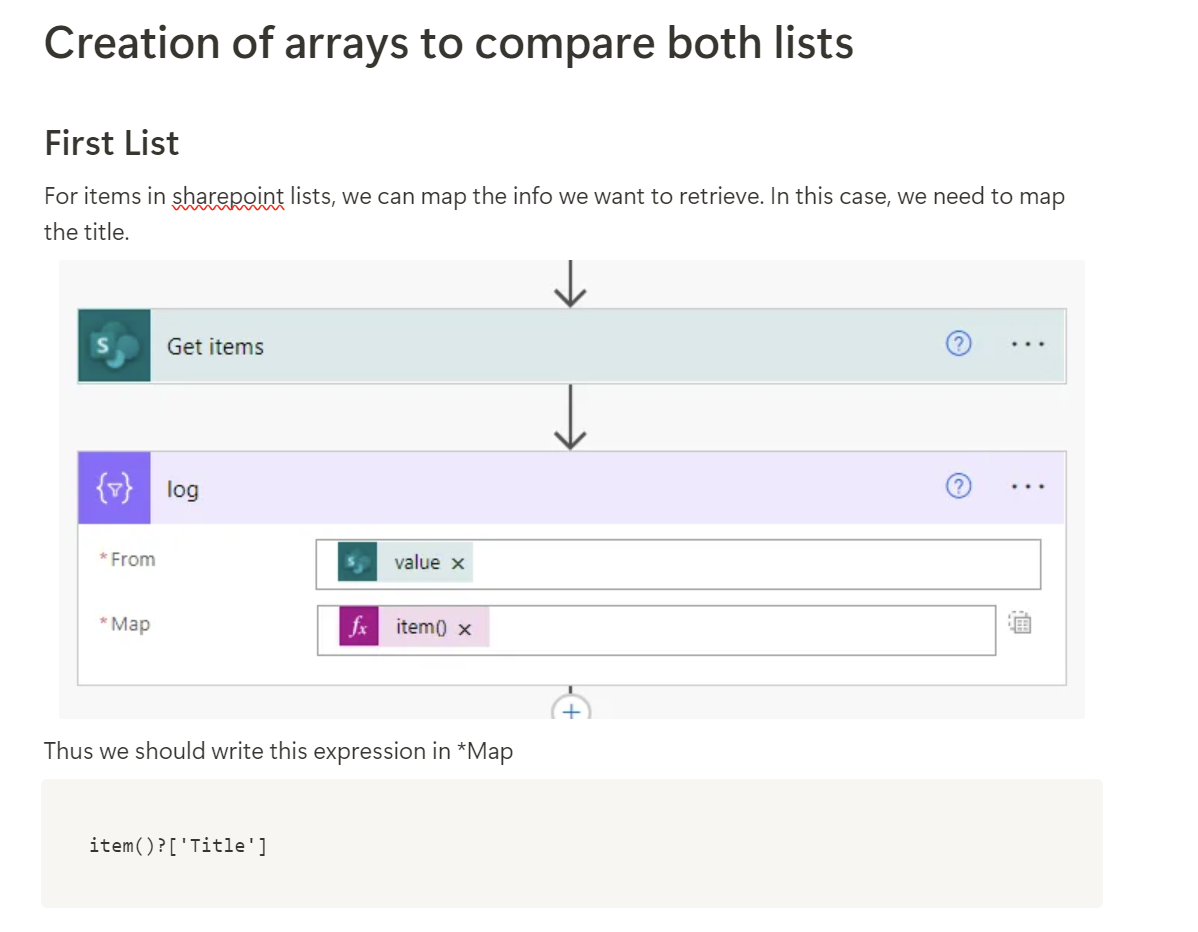 Creation of arrays to compare both lists
First List
For items in sharepoint lists, we can map the info we want to retrieve. In this case, we need to map
the title.
S Get items ? ...
log ? ...
* From S value ×
* Map fx item() ×
+
Thus we should write this expression in *Map
item()?['Title']